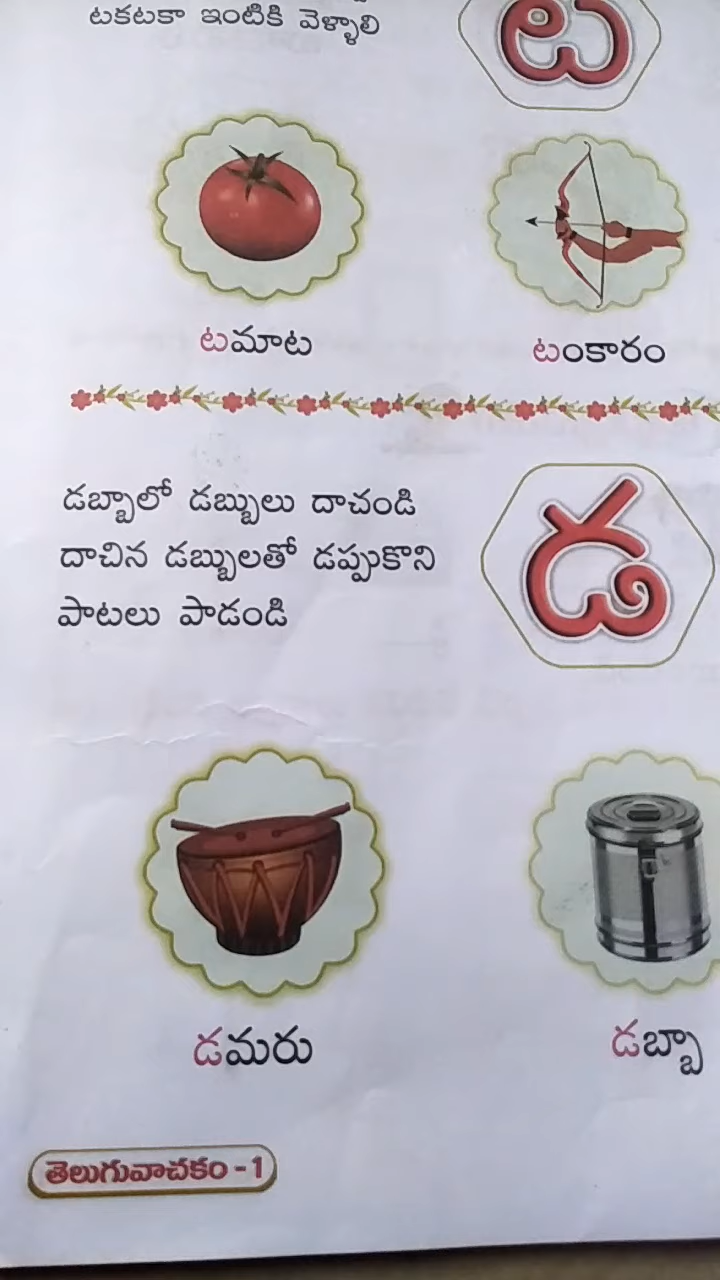 టకటకా ఇంటికి వెళ్ళాలి
ట
టమాట
టంకారం
డబ్బాలో డబ్బులు దాచండి
దాచిన డబ్బులతో డప్పుకొని
పాటలు పాడండి
డ
డమరు
డబ్బా
తెలుగువాచకం - 1